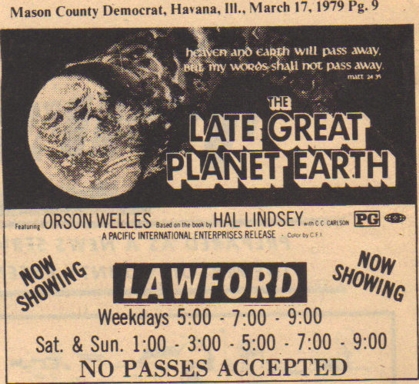 Mason County Democrat, Havana, Ill., March 17, 1979 Pg. 9
heaven and earth will pass away,
but my words shall not pass away.
matt. 24 35
THE
LATE GREAT
PLANET EARTH
Featuring ORSON WELLES Based on the book by HAL LINDSEY with C.C. CARLSON PG
A PACIFIC INTERNATIONAL ENTERPRISES RELEASE - Color by C.F.I.
NOW SHOWING
LAWFORD
NOW SHOWING
Weekdays 5:00 - 7:00 - 9:00
Sat. & Sun. 1:00 - 3:00 - 5:00 - 7:00 - 9:00
NO PASSES ACCEPTED